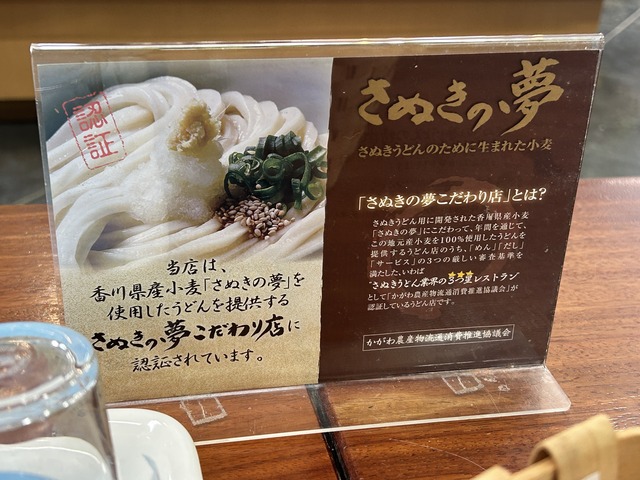 認証
当店は、
香川県産小麦「さぬきの夢」を
使用したうどんを提供する
さぬきの夢こだわり店に
認証されています。
さぬきの夢
さぬきうどんのために生まれた小麦
「さぬきの夢こだわり店」とは?
さぬきうどん用に開発された香川県産小麦
「さぬきの夢」にこだわって、年間を通じて、
この地元産小麦を100%使用したうどんを
提供するうどん店のうち、「めん」「だし」
「サービス」の3つの厳しい審査基準を
満たした、いわば
"さぬきうどん業界の三つ星レストラン"
として「かがわ農産物流通消費推進協議会」が
認証しているうどん店です。
かがわ農産物流通消費推進協議会